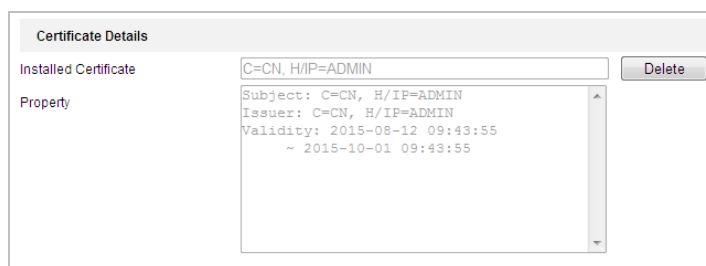 Certificate Details
Installed Certificate C=CN, H/IP=ADMIN Delete
Property
Subject: C=CN, H/IP=ADMIN
Issuer: C=CN, H/IP=ADMIN
Validity: 2015-08-12 09:43:55
~ 2015-10-01 09:43:55